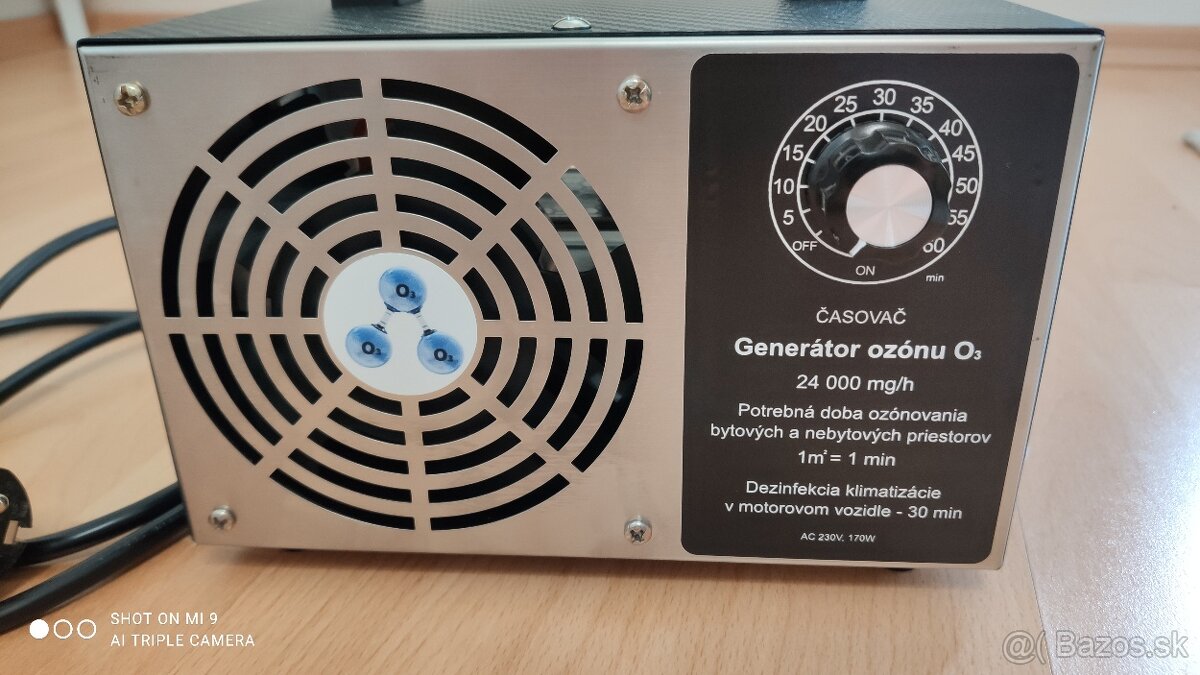 O₃
O₃
O₃
OFF
5
10
15
20
25
30
35
40
45
50
55
60
min
ON
ČASOVAČ
Generátor ozónu O₃
24 000 mg/h
Potrebná doba ozónovania
bytových a nebytových priestorov
1m² = 1 min
Dezinfekcia klimatizácie
v motorovom vozidle - 30 min
AC 230V, 170W
SHOT ON MI 9
AI TRIPLE CAMERA
@( Bazos.sk